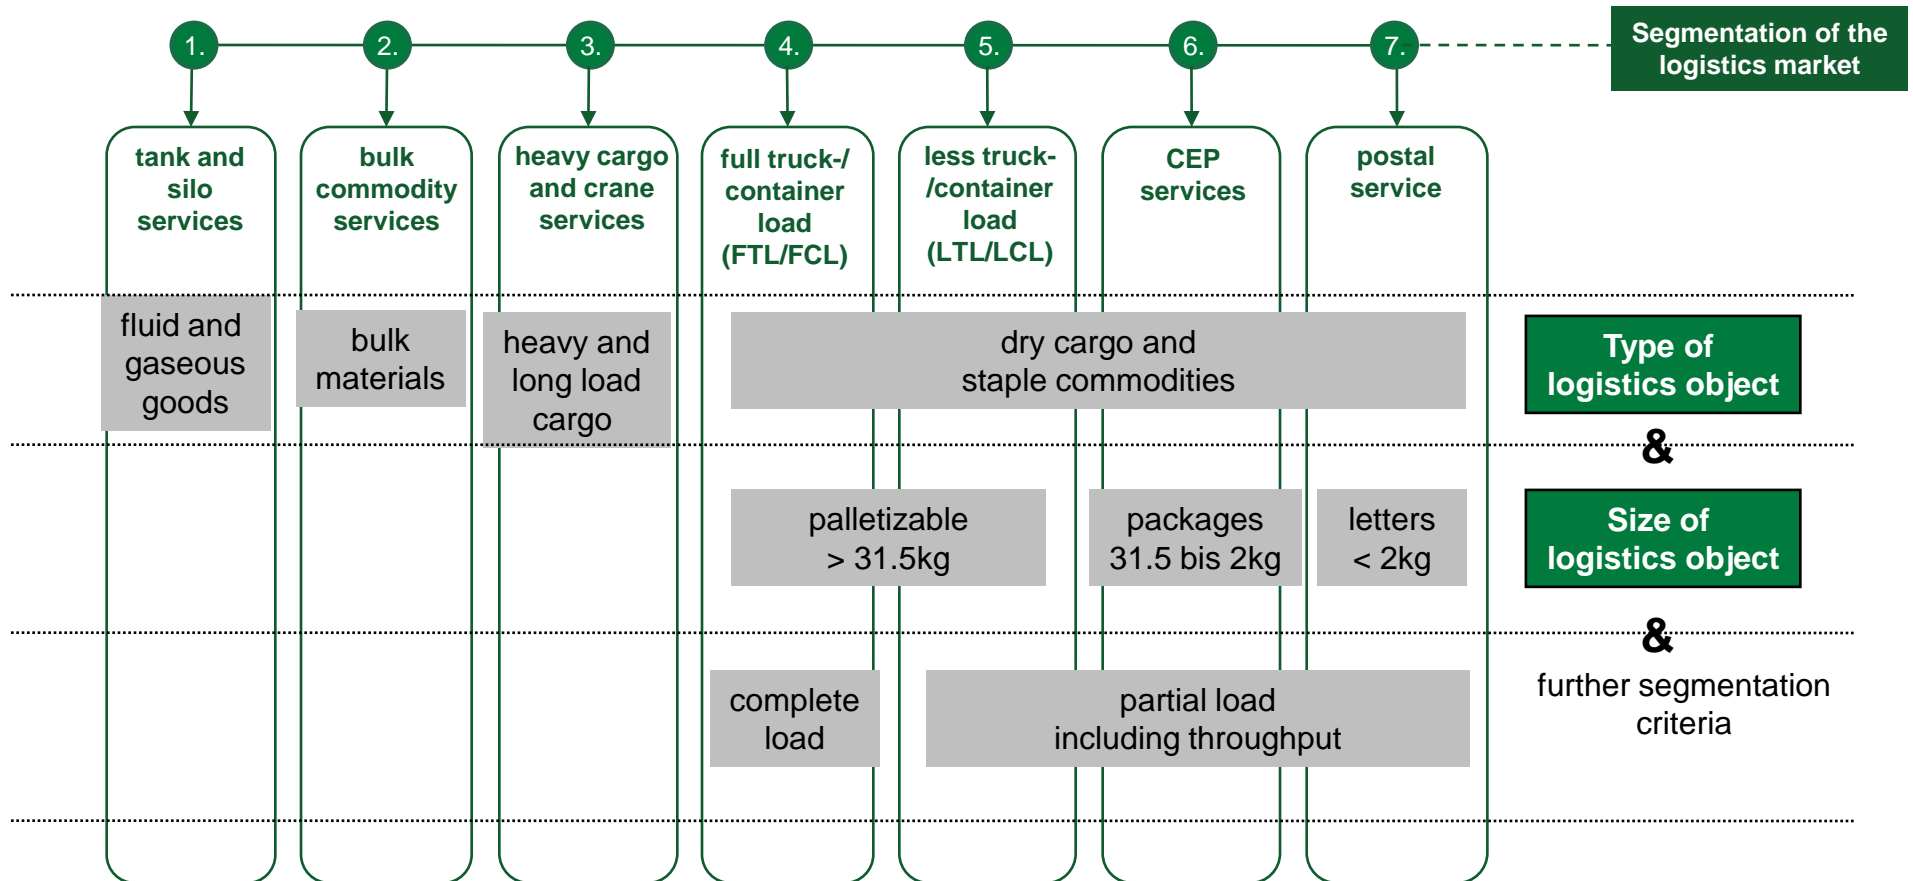 1.
2.
3.
4.
5.
6.
7.
Segmentation of the
logistics market
tank and
silo
services
bulk
commodity
services
heavy cargo
and crane
services
full truck-/
container
load
(FTL/FCL)
less truck-
/container
load
(LTL/LCL)
CEP
services
postal
service
fluid and
gaseous
goods
bulk
materials
heavy and
long load
cargo
dry cargo and
staple commodities
Type of
logistics object
&
palletizable
> 31.5kg
packages
31.5 bis 2kg
letters
< 2kg
Size of
logistics object
&
complete
load
partial load
including throughput
further segmentation
criteria